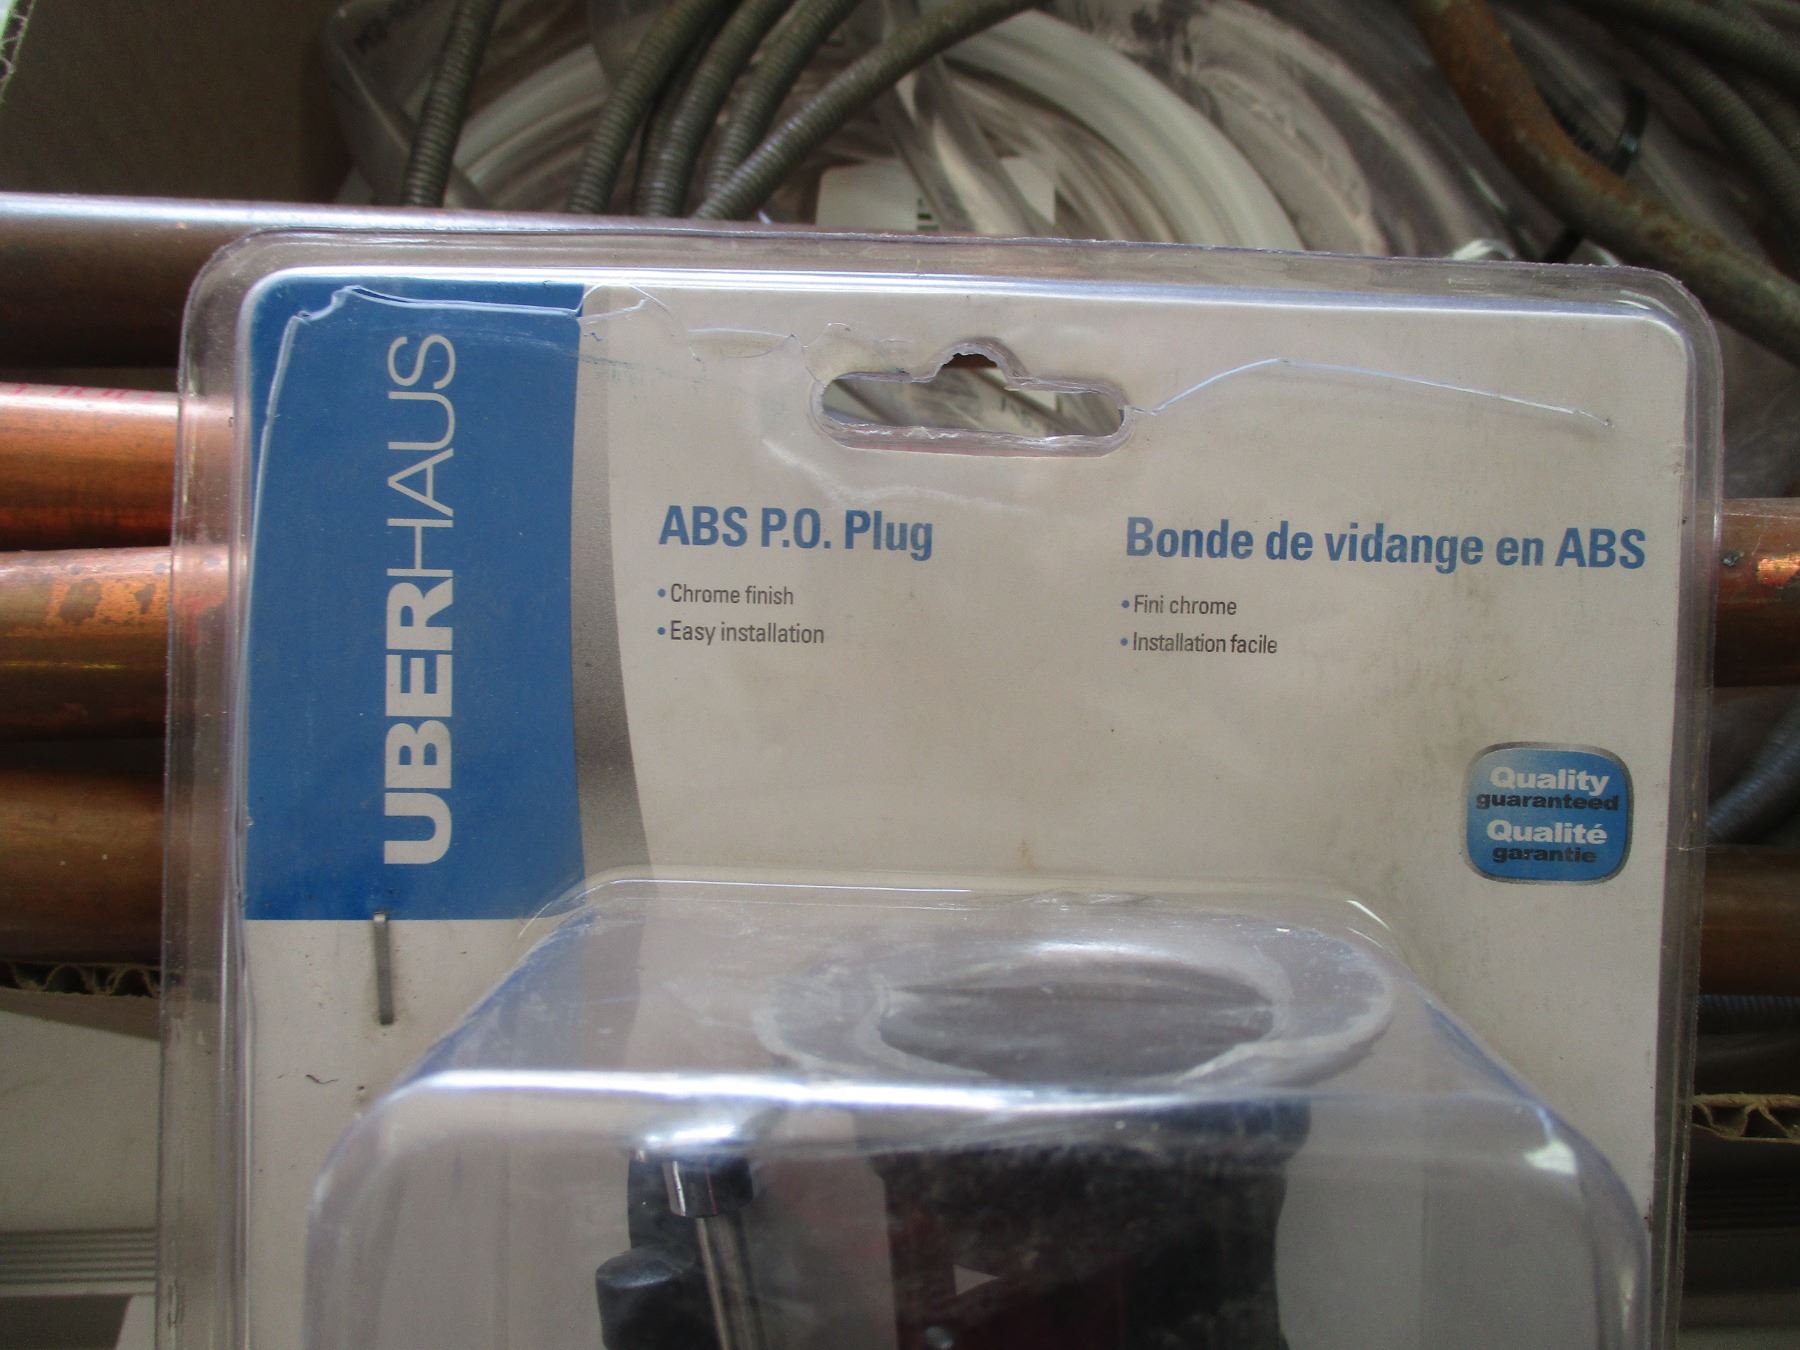 UBERHAUS
ABS P.O. Plug
• Chrome finish
• Easy installation
Bonde de vidange en ABS
• Fini chrome
• Installation facile
Quality
guaranteed
Qualité
garantie